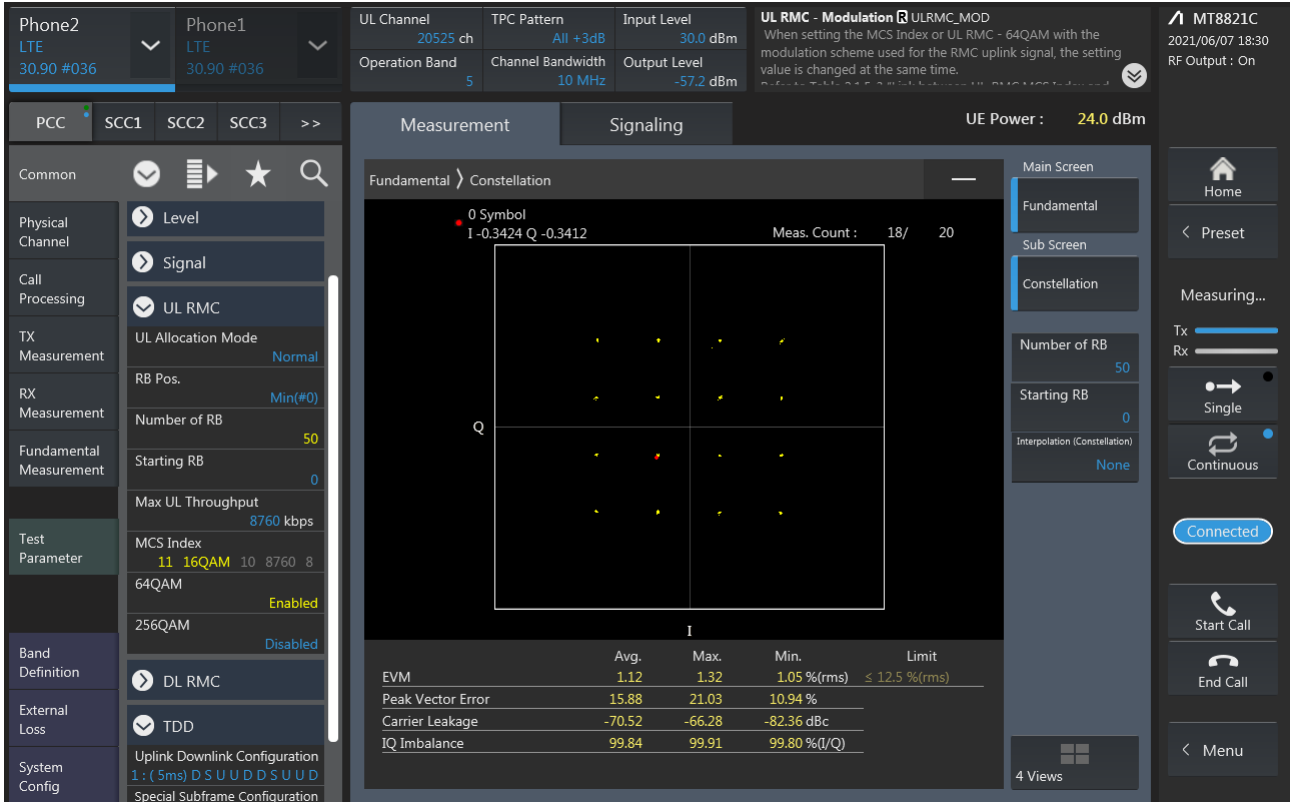 Phone2
LTE
30.90 #036
Phone1
LTE
30.90 #036
UL Channel
20525 ch
TPC Pattern
All +3dB
Input Level
30.0 dBm
Operation Band
5
Channel Bandwidth
10 MHz
Output Level
-57.2 dBm
UL RMC - Modulation R ULRMC_MOD
When setting the MCS Index or UL RMC - 64QAM with the
modulation scheme used for the RMC uplink signal, the setting
value is changed at the same time.
MT8821C
2021/06/07 18:30
RF Output : On
PCC SCC1 SCC2 SCC3 >>
Measurement Signaling
UE Power : 24.0 dBm
Common
Physical
Channel
Call
Processing
TX
Measurement
RX
Measurement
Fundamental
Measurement
Test
Parameter
Band
Definition
External
Loss
System
Config
Level
Signal
UL RMC
UL Allocation Mode
Normal
RB Pos.
Min(#0)
Number of RB
50
Starting RB
0
Max UL Throughput
8760 kbps
MCS Index
11 16QAM 10 8760 8
64QAM
Enabled
256QAM
Disabled
DL RMC
TDD
Uplink Downlink Configuration
1 : ( 5ms) D S U U D D S U U D
Special Subframe Configuration
Fundamental 〉 Constellation
0 Symbol
I -0.3424 Q -0.3412
Meas. Count : 18/ 20
Q
I
Avg. Max. Min. Limit
EVM 1.12 1.32 1.05 %(rms) ≤ 12.5 %(rms)
Peak Vector Error 15.88 21.03 10.94 %
Carrier Leakage -70.52 -66.28 -82.36 dBc
IQ Imbalance 99.84 99.91 99.80 %(I/Q)
Main Screen
Fundamental
Sub Screen
Constellation
Number of RB
50
Starting RB
0
Interpolation (Constellation)
None
4 Views
Home
< Preset
Measuring...
Tx
Rx
Single
Continuous
Connected
Start Call
End Call
< Menu